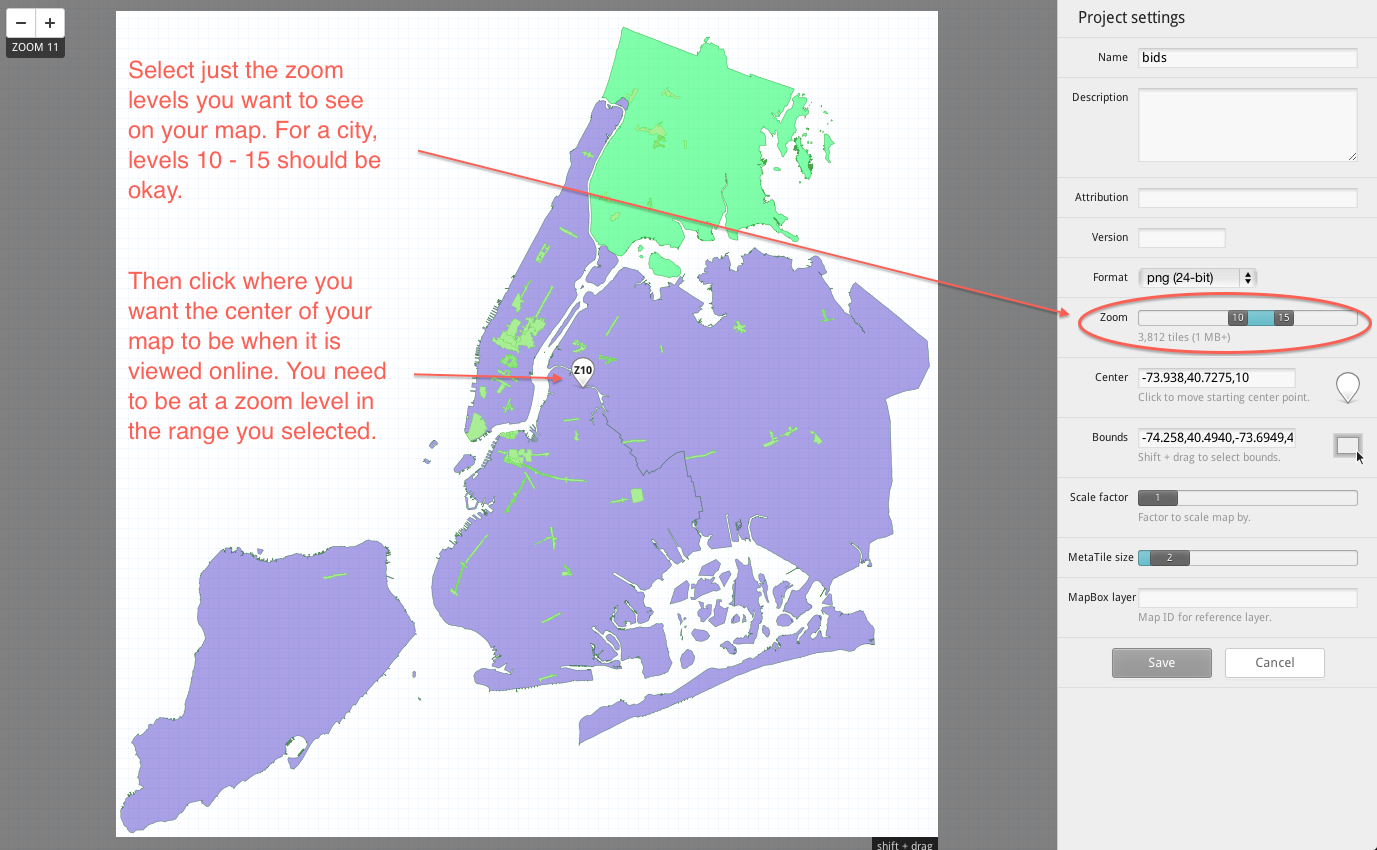 − +
ZOOM 11
Select just the zoom
levels you want to see
on your map. For a city,
levels 10 - 15 should be
okay.
Then click where you
want the center of your
map to be when it is
viewed online. You need
to be at a zoom level in
the range you selected.
Z10
shift + drag
Project settings
Name bids
Description
Attribution
Version
Format png (24-bit)
Zoom 10 15
3,812 tiles (1 MB+)
Center -73.938,40.7275,10
Click to move starting center point.
Bounds -74.258,40.4940,-73.6949,4
Shift + drag to select bounds.
Scale factor 1
Factor to scale map by.
MetaTile size 2
MapBox layer
Map ID for reference layer.
Save Cancel